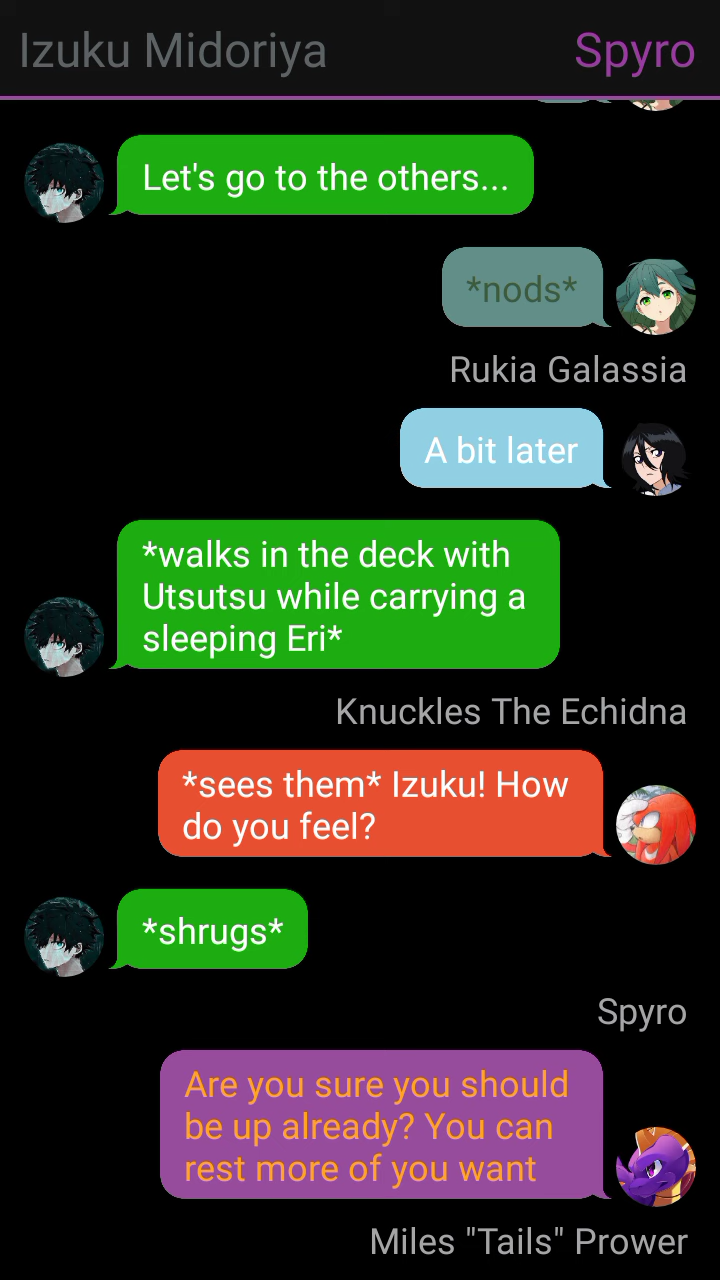 Izuku Midoriya
Spyro
Let's go to the others...
*nods*
Rukia Galassia
A bit later
*walks in the deck with
Utsutsu while carrying a
sleeping Eri*
Knuckles The Echidna
*sees them* Izuku! How
do you feel?
*shrugs*
Spyro
Are you sure you should
be up already? You can
rest more of you want
Miles "Tails" Prower